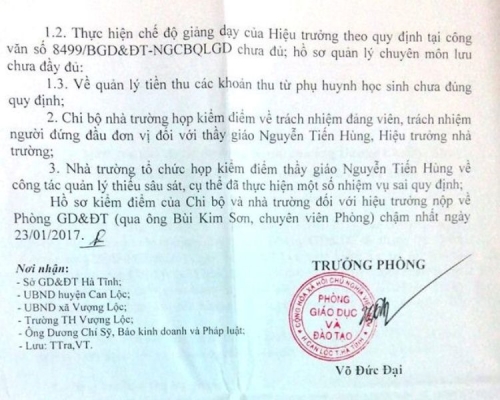 1.2. Thực hiện chế độ giảng dạy của Hiệu trưởng theo quy định tại công
văn số 8499/BGD&ĐT-NGCBQLGD chưa đủ; hồ sơ quản lý chuyên môn lưu
chưa đầy đủ:
1.3. Về quản lý tiền thu các khoản thu từ phụ huynh học sinh chưa đúng
quy định;
2. Chi bộ nhà trường họp kiểm điểm về trách nhiệm đảng viên, trách nhiệm
người đứng đầu đơn vị đối với thầy giáo Nguyễn Tiến Hùng, Hiệu trưởng nhà
trường;
3. Nhà trường tổ chức họp kiểm điểm thầy giáo Nguyễn Tiến Hùng về
công tác quản lý thiếu sâu sát, cụ thể đã thực hiện một số nhiệm vụ sai quy định;
Hồ sơ kiểm điểm của Chi bộ và nhà trường đối với hiệu trưởng nộp về
Phòng GD&ĐT (qua ông Bùi Kim Sơn, chuyên viên Phòng) chậm nhất ngày
23/01/2017.
Nơi nhận:
- Sở GD&ĐT Hà Tĩnh;
- UBND huyện Can Lộc;
- UBND xã Vượng Lộc;
- Trường TH Vượng Lộc;
- Ông Dương Chí Sỹ, Báo kinh doanh và Pháp luật;
- Lưu: TTra,VT.
TRƯỞNG PHÒNG
PHÒNG
GIÁO DỤC
VÀ
ĐÀO TẠO
H.CAN LỘC T.HÀ TĨNH
Võ Đức Đại